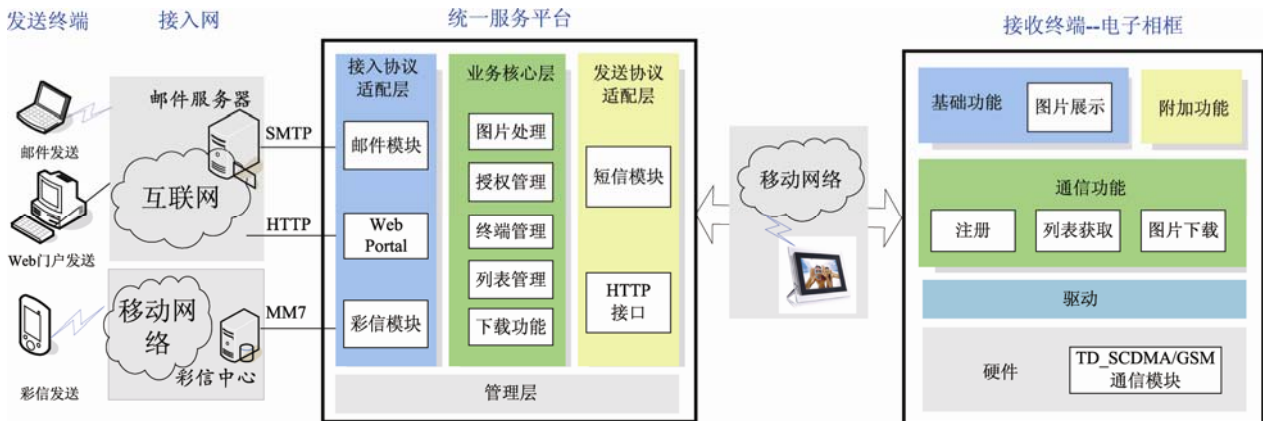 发送终端
接入网
统一服务平台
接收终端--电子相框
邮件发送
Web门户发送
彩信发送
邮件服务器
互联网
移动网
络
彩信中心
SMTP
HTTP
MM7
接入协议
适配层
邮件模块
Web
Portal
彩信模块
业务核心层
图片处理
授权管理
终端管理
列表管理
下载功能
发送协议
适配层
短信模块
HTTP
接口
管理层
移动网络
基础功能
图片展示
附加功能
通信功能
注册
列表获取
图片下载
驱动
硬件
TD_SCDMA/GSM
通信模块